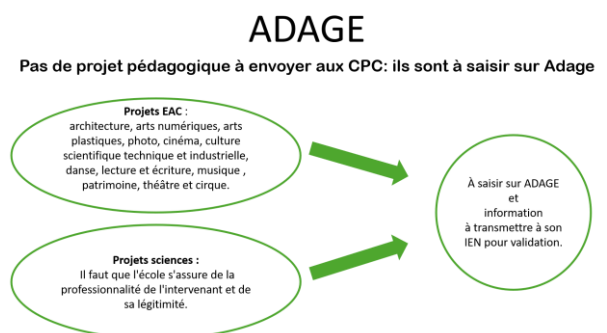 ADAGE
Pas de projet pédagogique à envoyer aux CPC: ils sont à saisir sur Adage
Projets EAC :
architecture, arts numériques, arts
plastiques, photo, cinéma, culture
scientifique technique et industrielle,
danse, lecture et écriture, musique ,
patrimoine, théâtre et cirque.
À saisir sur ADAGE
et
information
à transmettre à son
IEN pour validation.
Projets sciences :
Il faut que l'école s'assure de la
professionnalité de l'intervenant et de
sa légitimité.